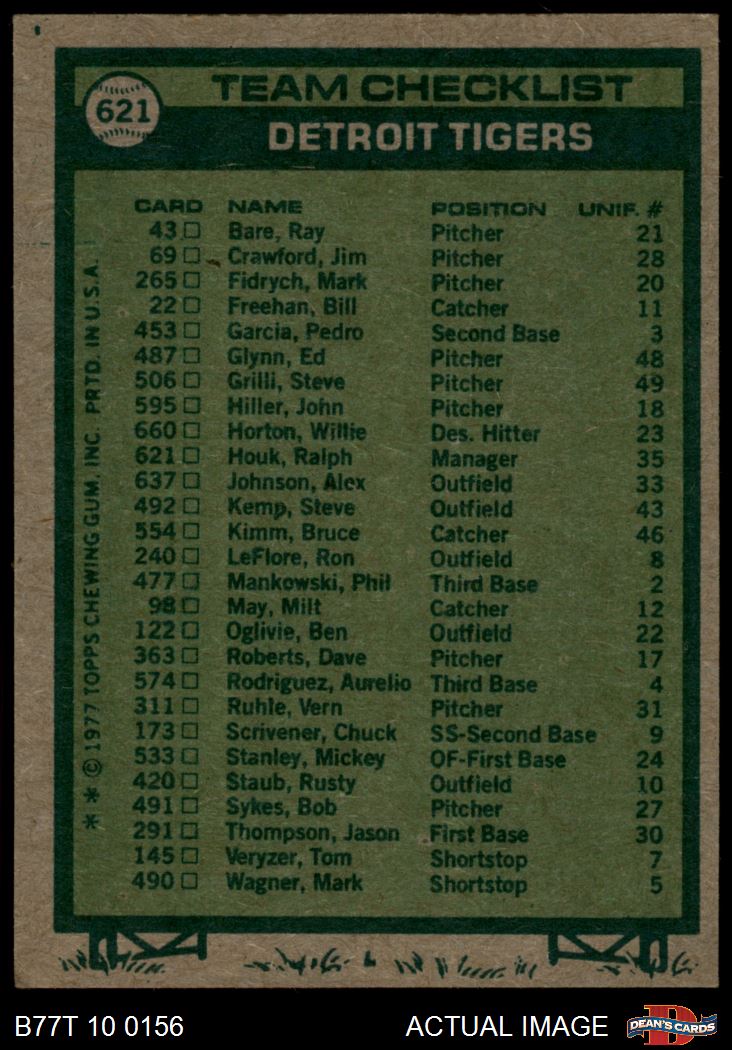 621
TEAM CHECKLIST
DETROIT TIGERS
CARD NAME POSITION UNIF. #
43 Bare, Ray Pitcher 21
69 Crawford, Jim Pitcher 28
265 Fidrych, Mark Pitcher 20
22 Freehan, Bill Catcher 11
453 Garcia, Pedro Second Base 3
487 Glynn, Ed Pitcher 48
506 Grilli, Steve Pitcher 49
595 Hiller, John Pitcher 18
660 Horton, Willie Des. Hitter 23
621 Houk, Ralph Manager 35
637 Johnson, Alex Outfield 33
492 Kemp, Steve Outfield 43
554 Kimm, Bruce Catcher 46
240 LeFlore, Ron Outfield 8
477 Mankowski, Phil Third Base 2
98 May, Milt Catcher 12
122 Oglivie, Ben Outfield 22
363 Roberts, Dave Pitcher 17
574 Rodriguez, Aurelio Third Base 4
311 Ruhle, Vern Pitcher 31
173 Scrivener, Chuck SS-Second Base 9
533 Stanley, Mickey OF-First Base 24
420 Staub, Rusty Outfield 10
491 Sykes, Bob Pitcher 27
291 Thompson, Jason First Base 30
145 Veryzer, Tom Shortstop 7
490 Wagner, Mark Shortstop 5
* * © 1977 TOPPS CHEWING GUM, INC. PRTD. IN U.S.A.
B77T 10 0156 ACTUAL IMAGE
D
DEAN'S CARDS